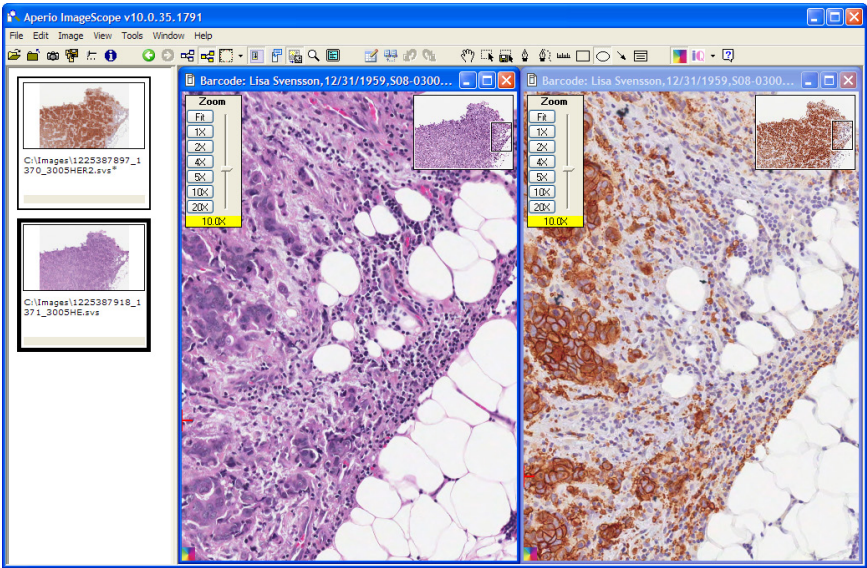 Aperio ImageScope v10.0.35.1791
File Edit Image View Tools Window Help
iQ
C:\Images\1225387897_1
370_3005HER2.svs*
C:\Images\1225387918_1
371_3005HE.svs
Barcode: Lisa Svensson,12/31/1959,S08-0300...
Zoom
Fit
1X
2X
4X
5X
10X
20X
10.0X
Barcode: Lisa Svensson,12/31/1959,S08-0300...
Zoom
Fit
1X
2X
4X
5X
10X
20X
10.0X